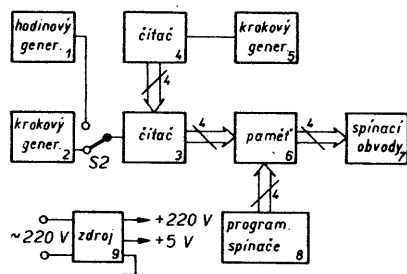 hodinový
gener.
1
čítač
4
krokový
gener.
5
4
krokový
gener.
2
S2
čítač
3
4
paměť
6
4
spínací
obvody
7
4
~220 V
zdroj
9
+220 V
+5 V
program.
spínače
8